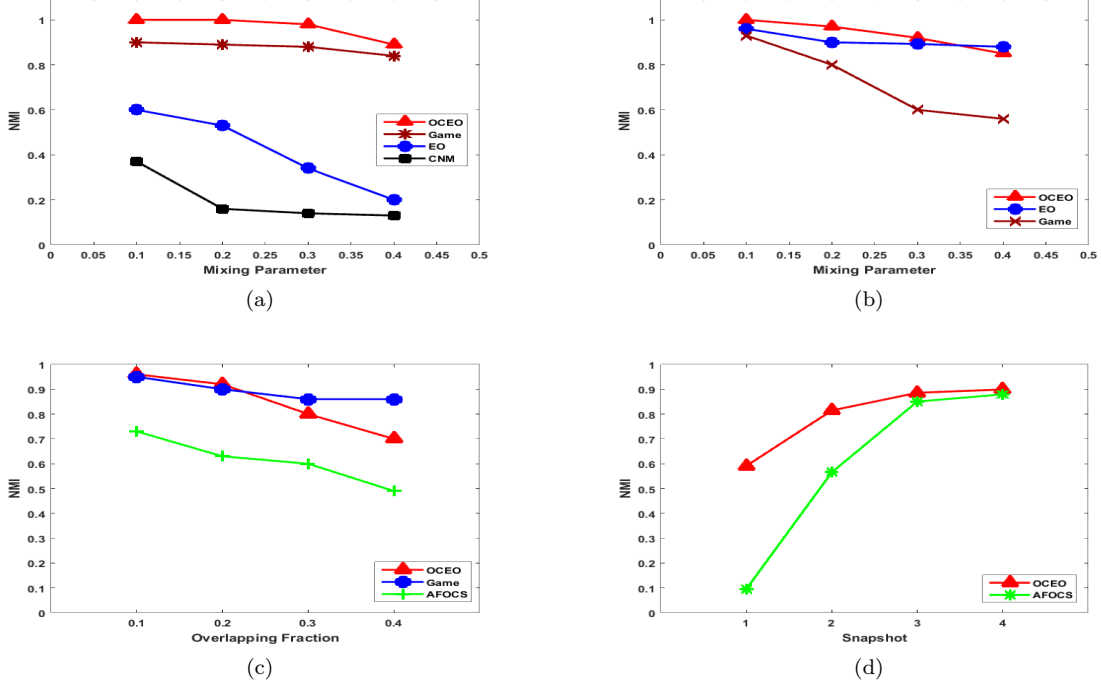 1
0.8
0.6
0.4
0.2
0
NMI
OCEO
Game
EO
CNM
0 0.05 0.1 0.15 0.2 0.25 0.3 0.35 0.4 0.45 0.5
Mixing Parameter
(a)
1
0.8
0.6
0.4
0.2
0
NMI
OCEO
EO
Game
0 0.05 0.1 0.15 0.2 0.25 0.3 0.35 0.4 0.45 0.5
Mixing Parameter
(b)
1
0.9
0.8
0.7
0.6
0.5
0.4
0.3
0.2
0.1
0
NMI
OCEO
Game
AFOCS
0.1 0.2 0.3 0.4
Overlapping Fraction
(c)
1
0.9
0.8
0.7
0.6
0.5
0.4
0.3
0.2
0.1
0
NMI
OCEO
AFOCS
1 2 3 4
Snapshot
(d)